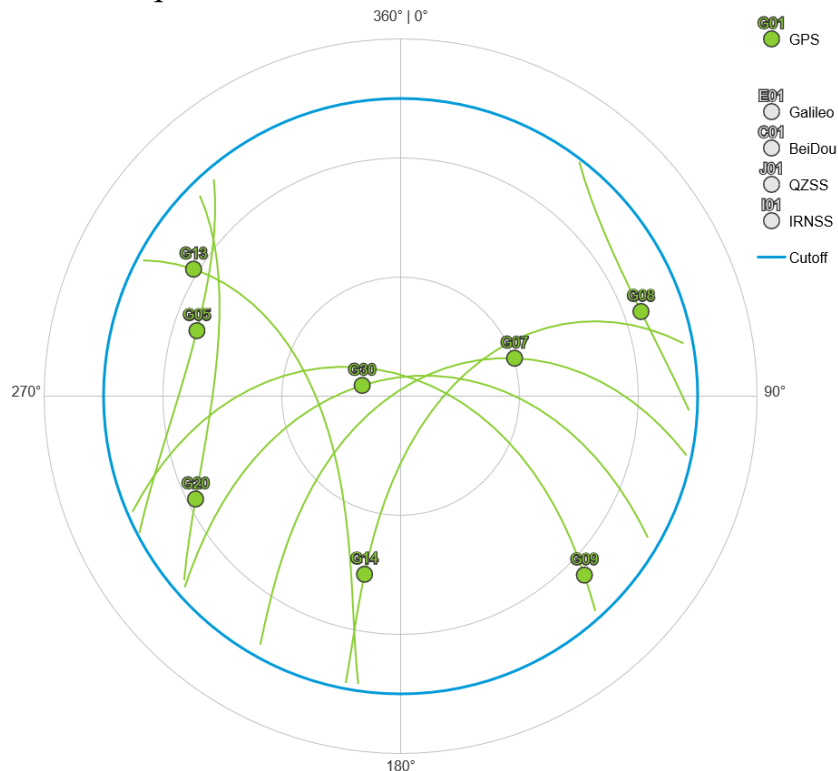 360° | 0°
G01
GPS
E01
Galileo
C01
BeiDou
J01
QZSS
I01
IRNSS
Cutoff
G13
G05
G08
G07
G30
270°
90°
G20
G14
G09
180°